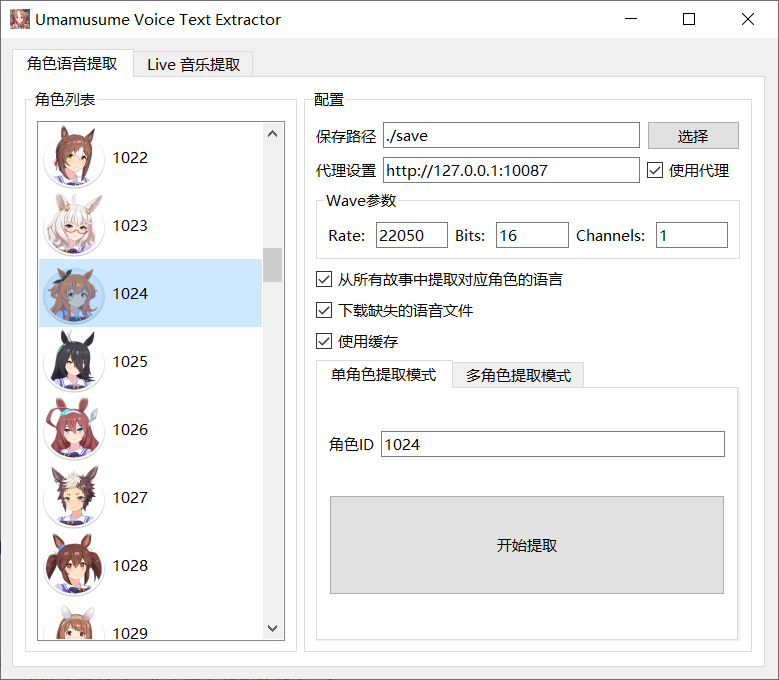 Umamusume Voice Text Extractor
角色语音提取
Live 音乐提取
角色列表
1022
1023
1024
1025
1026
1027
1028
1029
配置
保存路径 ./save 选择
代理设置 http://127.0.0.1:10087 使用代理
Wave参数
Rate: 22050 Bits: 16 Channels: 1
从所有故事中提取对应角色的语言
下载缺失的语音文件
使用缓存
单角色提取模式 多角色提取模式
角色ID 1024
开始提取